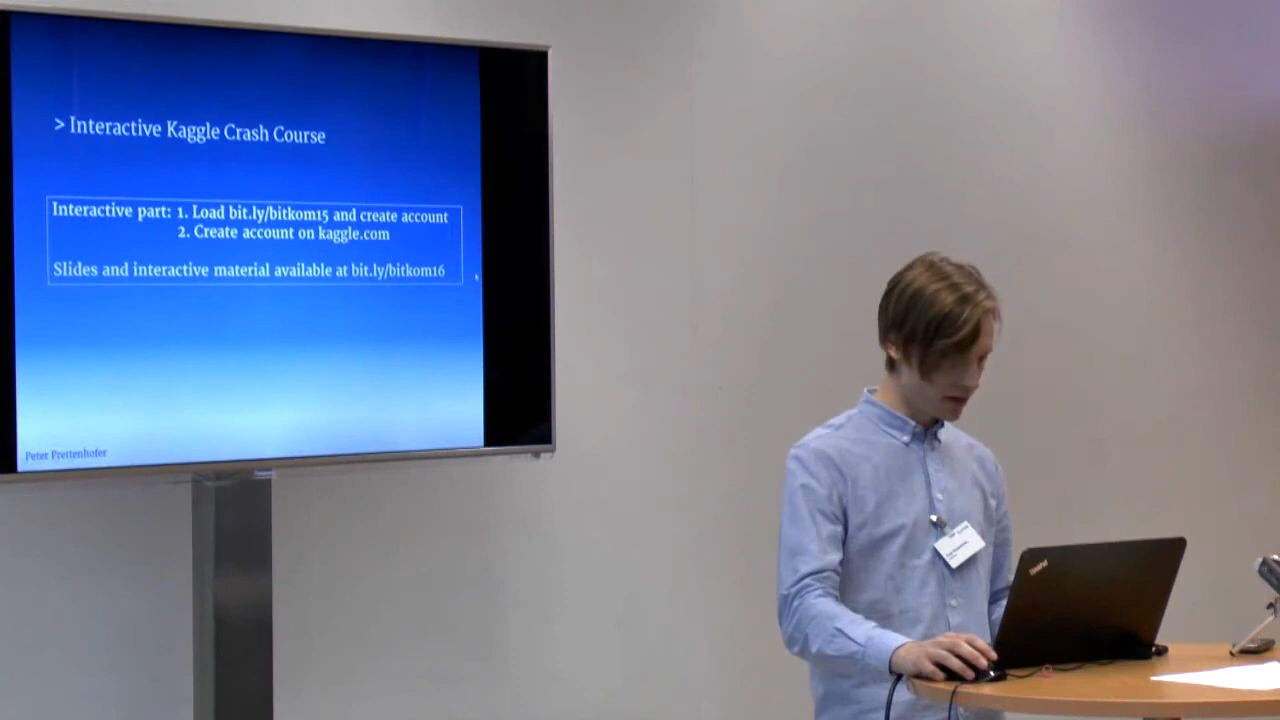 > Interactive Kaggle Crash Course
Interactive part: 1. Load bit.ly/bitkom15 and create account
2. Create account on kaggle.com
Slides and interactive material available at bit.ly/bitkom16
Peter Prettenhofer
ThinkPad